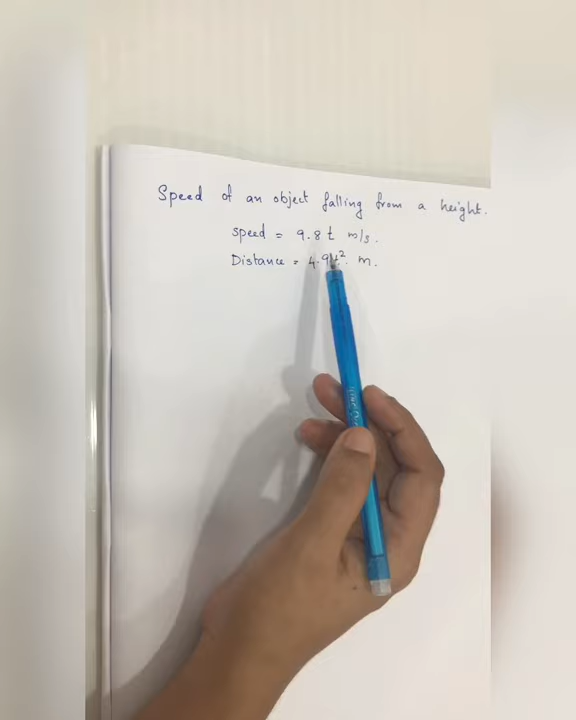 Speed of an object falling from a height.
speed = 9.8 t m/s.
Distance = 4.9t². m.